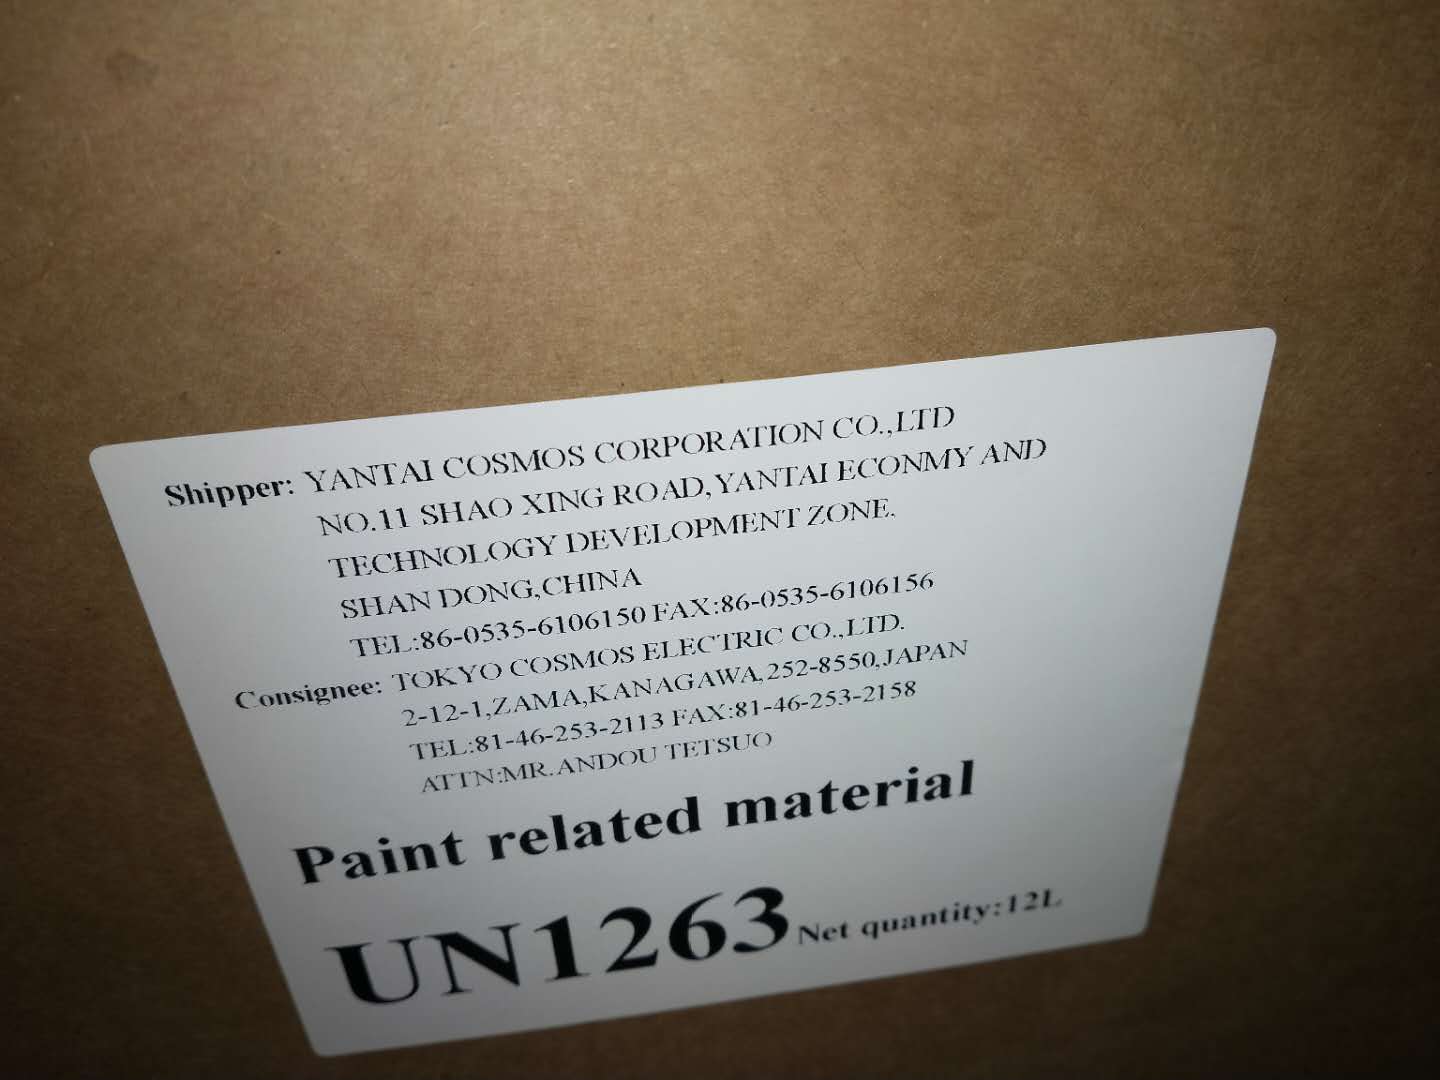 Shipper: YANTAI COSMOS CORPORATION CO.,LTD
NO.11 SHAO XING ROAD,YANTAI ECONMY AND
TECHNOLOGY DEVELOPMENT ZONE.
SHAN DONG,CHINA
TEL:86-0535-6106150 FAX:86-0535-6106156
Consignee: TOKYO COSMOS ELECTRIC CO.,LTD.
2-12-1,ZAMA,KANAGAWA,252-8550,JAPAN
TEL:81-46-253-2113 FAX:81-46-253-2158
ATTN:MR.ANDOU TETSUO
Paint related material
UN1263 Net quantity:12L